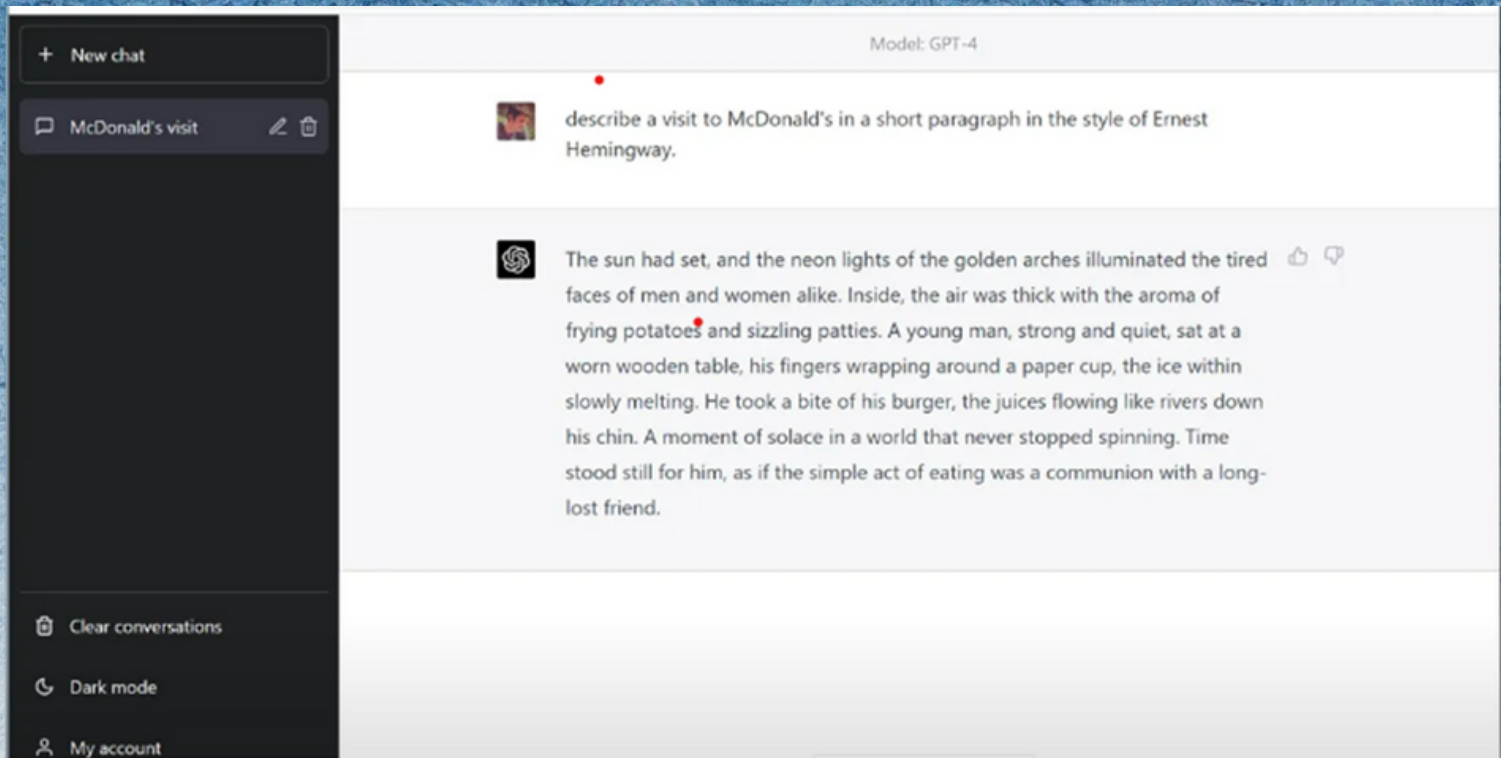 New chat
McDonald's visit
Clear conversations
Dark mode
My account
Model: GPT-4
describe a visit to McDonald's in a short paragraph in the style of Ernest
Hemingway.
The sun had set, and the neon lights of the golden arches illuminated the tired
faces of men and women alike. Inside, the air was thick with the aroma of
frying potatoes and sizzling patties. A young man, strong and quiet, sat at a
worn wooden table, his fingers wrapping around a paper cup, the ice within
slowly melting. He took a bite of his burger, the juices flowing like rivers down
his chin. A moment of solace in a world that never stopped spinning. Time
stood still for him, as if the simple act of eating was a communion with a long-
lost friend.